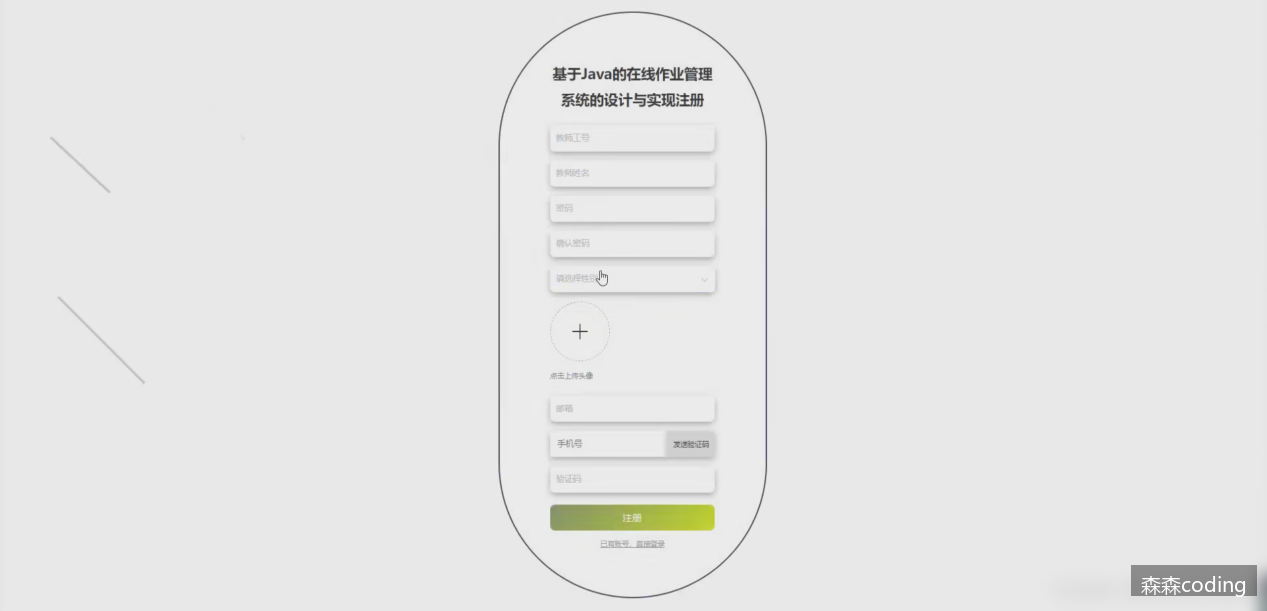 基于Java的在线作业管理
系统的设计与实现注册
教师工号
教师姓名
密码
确认密码
请选择性别
点击上传头像
邮箱
手机号 发送验证码
验证码
注册
已有账号，直接登录
森森coding